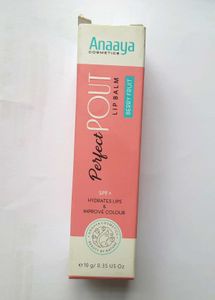 Anaaya
COSMETICS
Perfect POUT
LIP BALM
BERRY FRUIT
SPF+
HYDRATES LIPS
&
IMPROVE COLOUR
e 10 g/ 0.35 US Oz